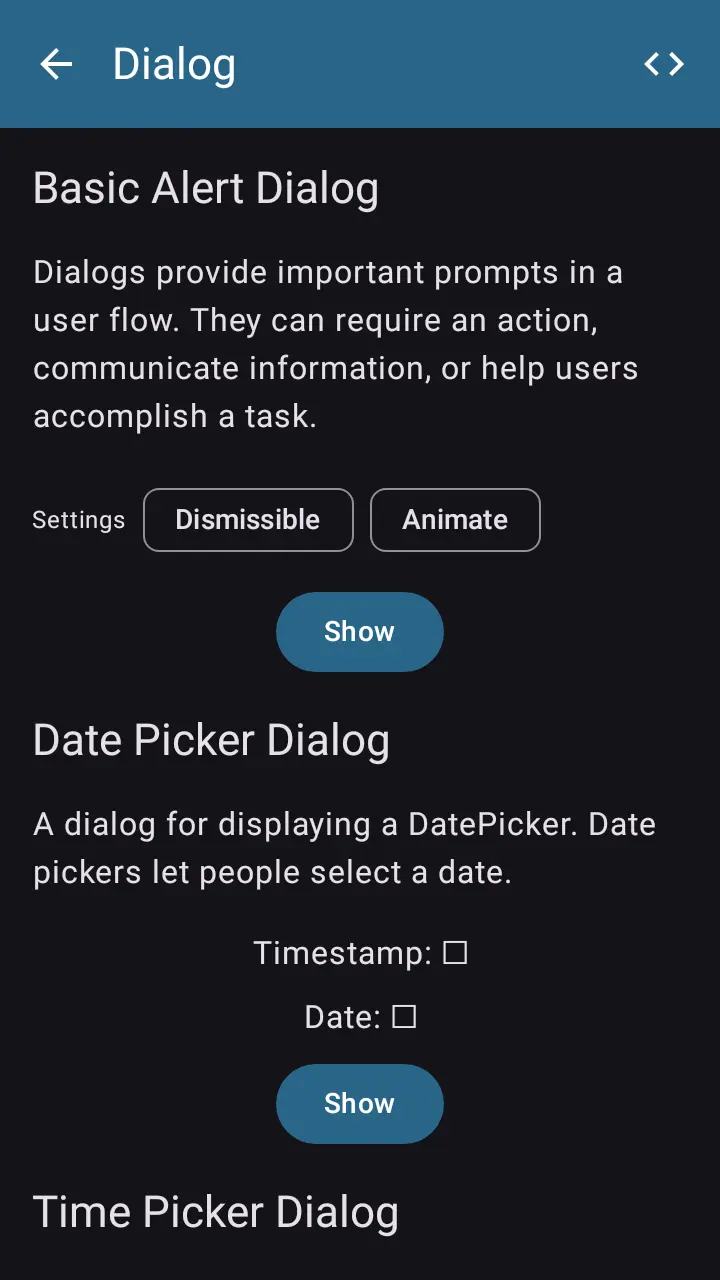 Dialog
Basic Alert Dialog
Dialogs provide important prompts in a
user flow. They can require an action,
communicate information, or help users
accomplish a task.
Settings Dismissible Animate
Show
Date Picker Dialog
A dialog for displaying a DatePicker. Date
pickers let people select a date.
Timestamp: ☐
Date: ☐
Show
Time Picker Dialog